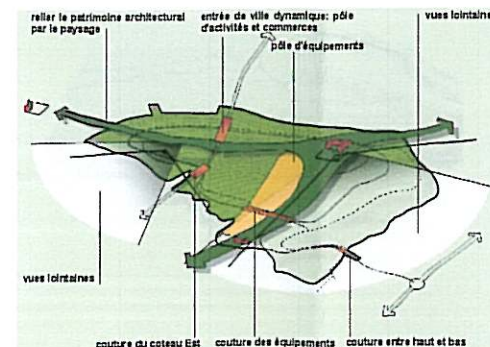 relier le patrimoine architectural
par le paysage
entrée de ville dynamique: pôle
d'activités et commerces
pôle d'équipements
vues lointaines
vues lointaines
couture du coteau Est
couture des équipements
couture entre haut et bas